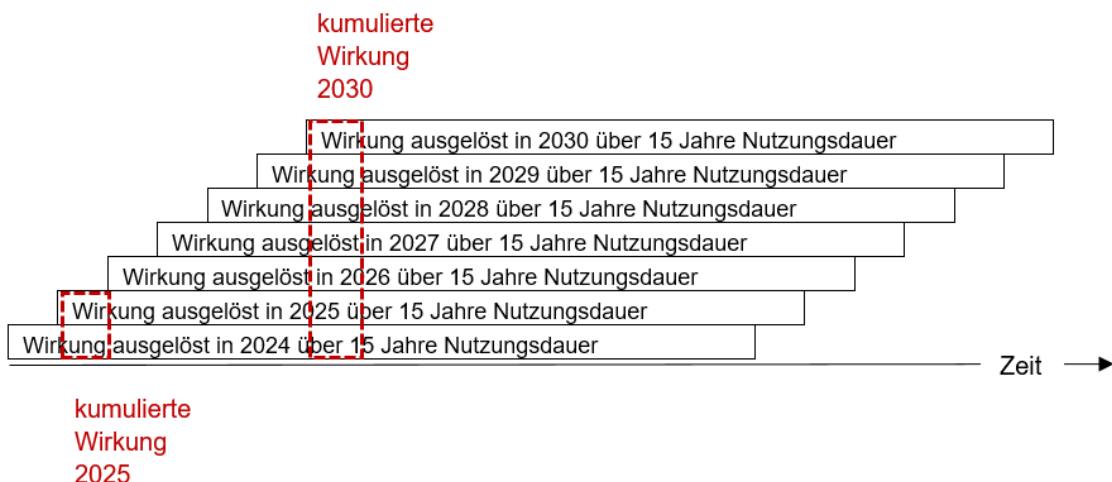 kumulierte
Wirkung
2030
Wirkung ausgelöst in 2030 über 15 Jahre Nutzungsdauer
Wirkung ausgelöst in 2029 über 15 Jahre Nutzungsdauer
Wirkung ausgelöst in 2028 über 15 Jahre Nutzungsdauer
Wirkung ausgelöst in 2027 über 15 Jahre Nutzungsdauer
Wirkung ausgelöst in 2026 über 15 Jahre Nutzungsdauer
Wirkung ausgelöst in 2025 über 15 Jahre Nutzungsdauer
Wirkung ausgelöst in 2024 über 15 Jahre Nutzungsdauer
Zeit
kumulierte
Wirkung
2025